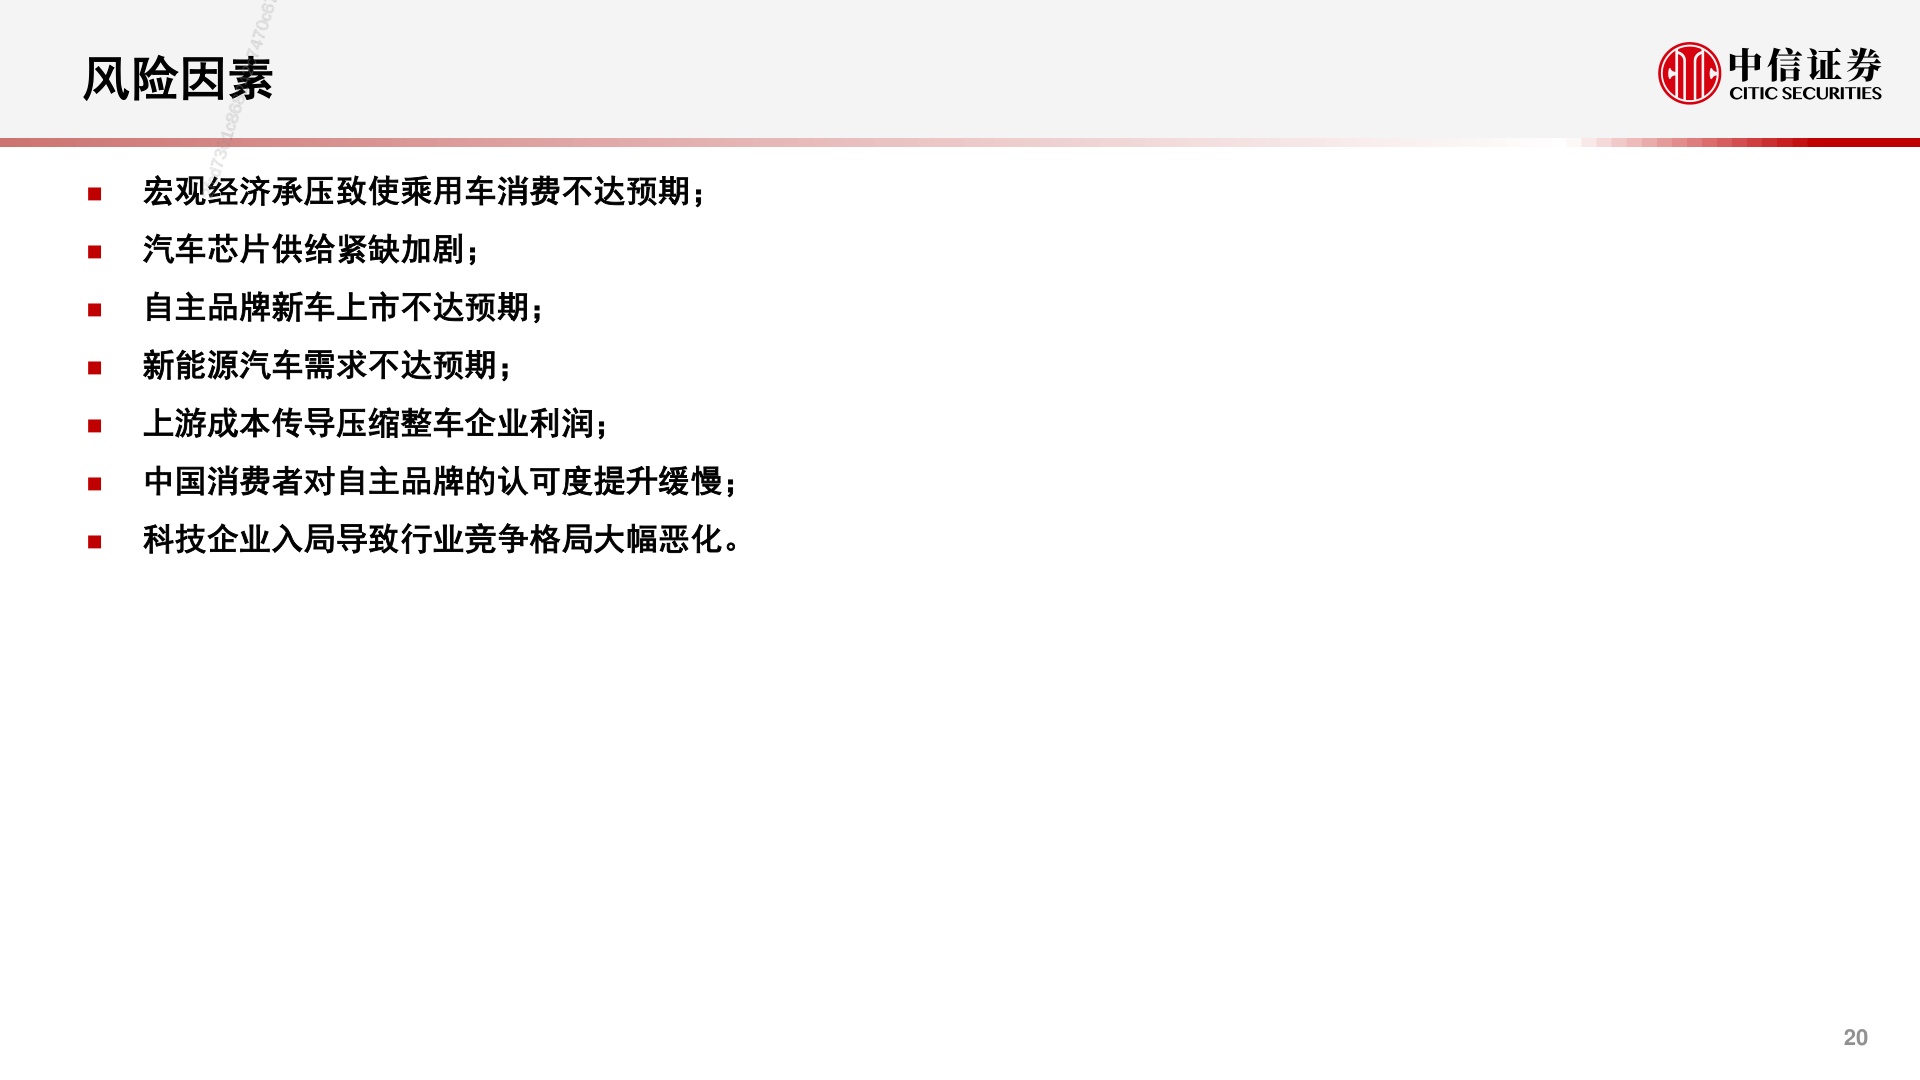 风险因素
中信证券
CITIC SECURITIES
宏观经济承压致使乘用车消费不达预期；
汽车芯片供给紧缺加剧；
自主品牌新车上市不达预期；
新能源汽车需求不达预期；
上游成本传导压缩整车企业利润；
中国消费者对自主品牌的认可度提升缓慢；
科技企业入局导致行业竞争格局大幅恶化。
20